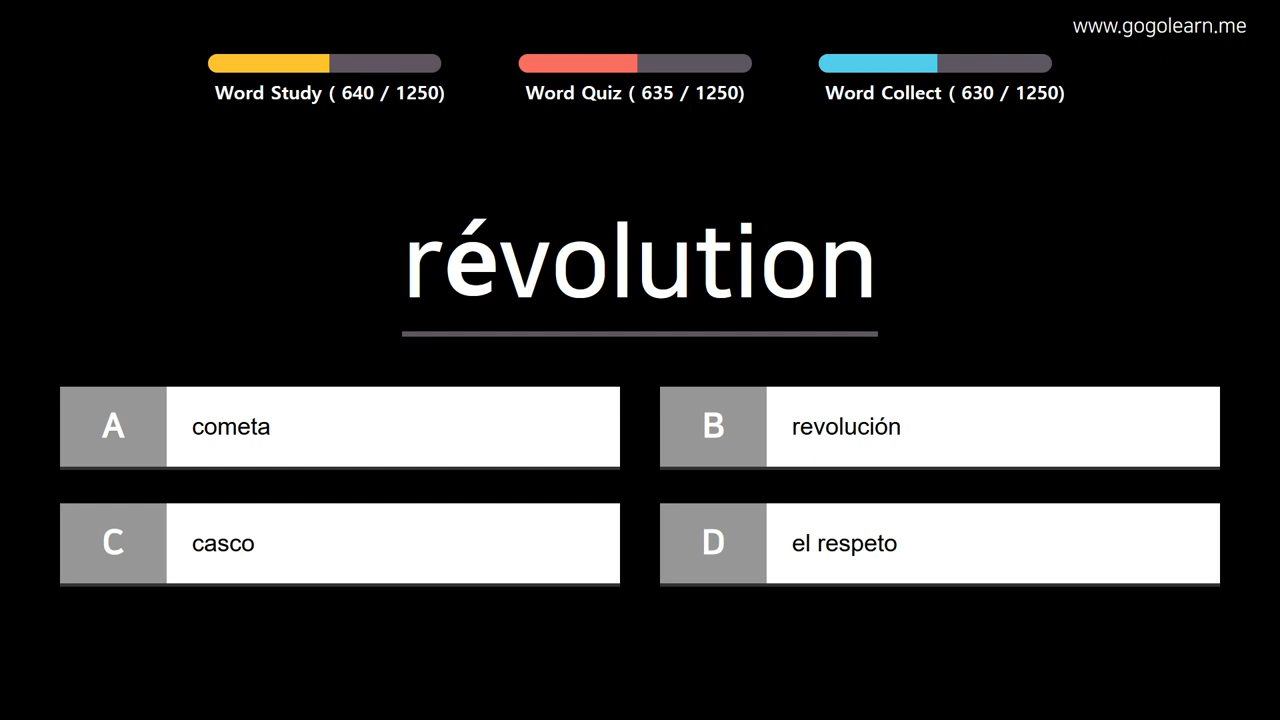 www.gogolearn.me
Word Study ( 640 / 1250)
Word Quiz ( 635 / 1250)
Word Collect ( 630 / 1250)
révolution
A cometa
B revolución
C casco
D el respeto